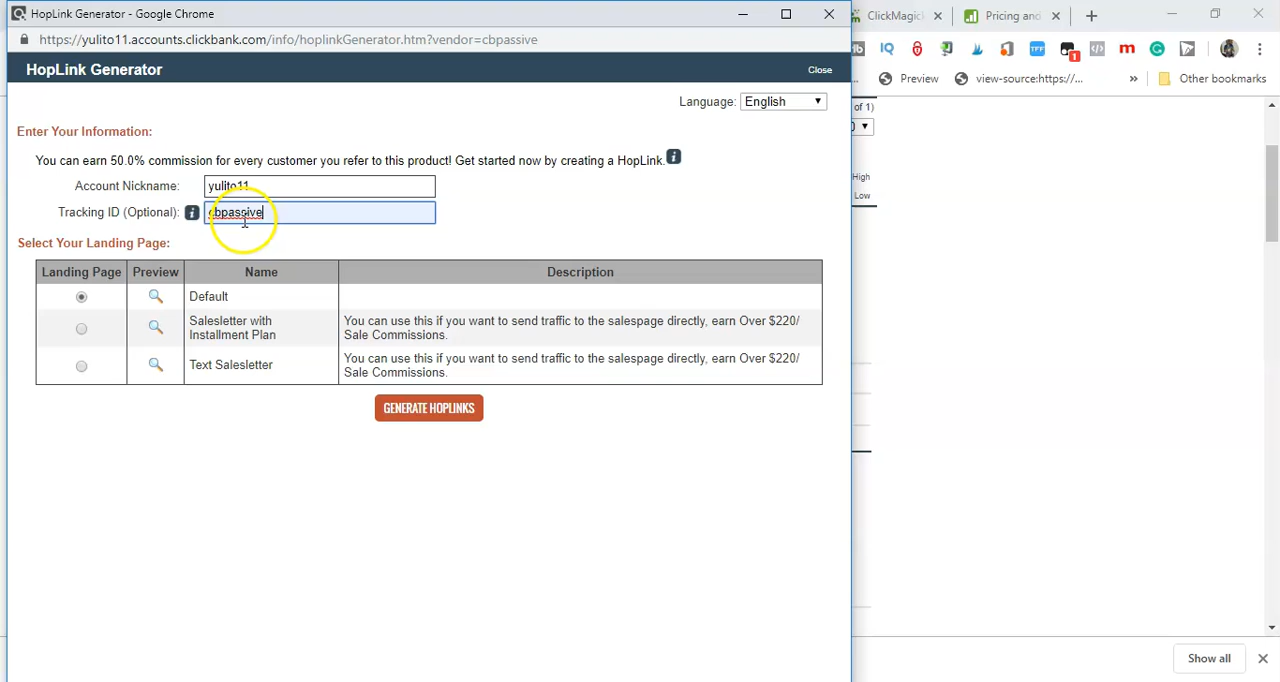 HopLink Generator - Google Chrome
ClickMagic
Pricing and
https://yulito11.accounts.clickbank.com/info/hoplinkGenerator.htm?vendor=cbpassive
HopLink Generator
Close
Preview
view-source:https://...
»
Other bookmarks
Language: English
of 1)
Enter Your Information:
You can earn 50.0% commission for every customer you refer to this product! Get started now by creating a HopLink.
High
Account Nickname: yulito11
Low
Tracking ID (Optional): cbpassive
Select Your Landing Page:
Landing Page Preview Name Description
Default
Salesletter with
Installment Plan
You can use this if you want to send traffic to the salespage directly, earn Over $220/
Sale Commissions.
Text Salesletter
You can use this if you want to send traffic to the salespage directly, earn Over $220/
Sale Commissions.
GENERATE HOPLINKS
Show all